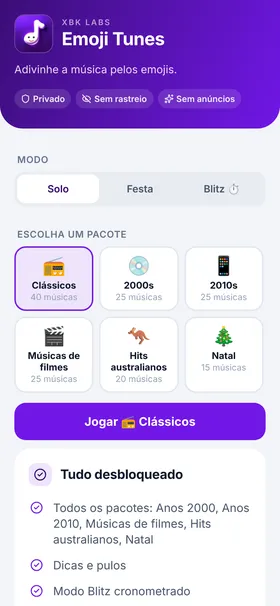 XBK LABS
Emoji Tunes
Adivinhe a música pelos emojis.
Privado
Sem rastreio
Sem anúncios
MODO
Solo
Festa
Blitz ⏱️
ESCOLHA UM PACOTE
Clássicos
40 músicas
2000s
25 músicas
2010s
25 músicas
Músicas de
filmes
25 músicas
Hits
australianos
20 músicas
Natal
15 músicas
Jogar 📻 Clássicos
Tudo desbloqueado
Todos os pacotes: Anos 2000, Anos
2010, Músicas de filmes, Hits
australianos, Natal
Dicas e pulos
Modo Blitz cronometrado